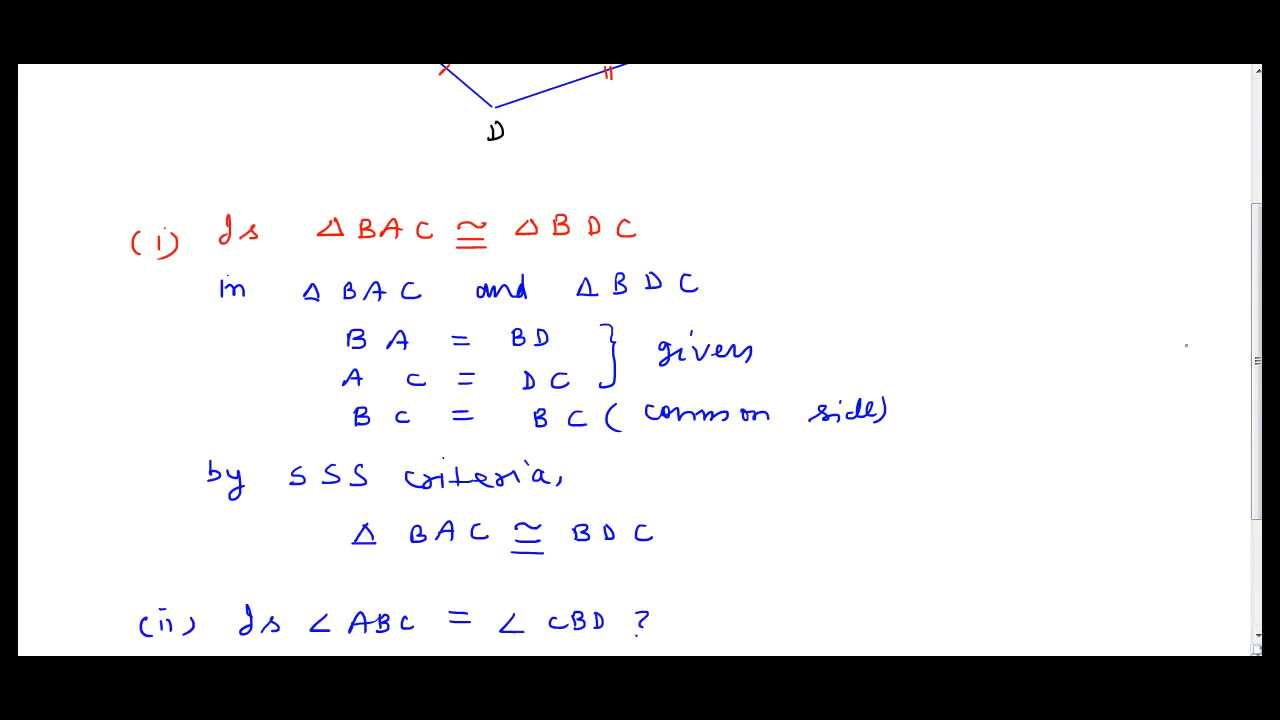 D
(i) Is △ BAC ≅ △ BDC
in △ BAC and △ BDC
BA = BD } given
AC = DC
BC = BC (common side)
by SSS criteria,
△ BAC ≅ BDC
(ii) Is ∠ ABC = ∠ CBD ?